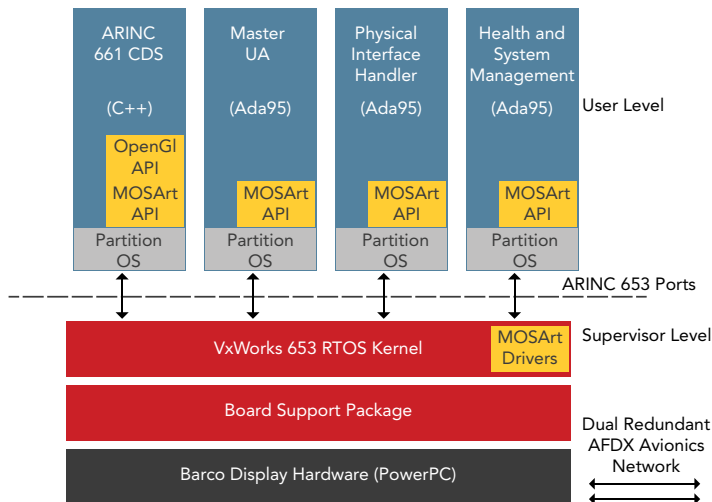 ARINC
661 CDS
(C++)
OpenGl
API
MOSArt
API
Partition
OS
Master
UA
(Ada95)
MOSArt
API
Partition
OS
Physical
Interface
Handler
(Ada95)
MOSArt
API
Partition
OS
Health and
System
Management
(Ada95)
MOSArt
API
Partition
OS
User Level
ARINC 653 Ports
Supervisor Level
VxWorks 653 RTOS Kernel
MOSArt
Drivers
Board Support Package
Barco Display Hardware (PowerPC)
Dual Redundant
AFDX Avionics
Network